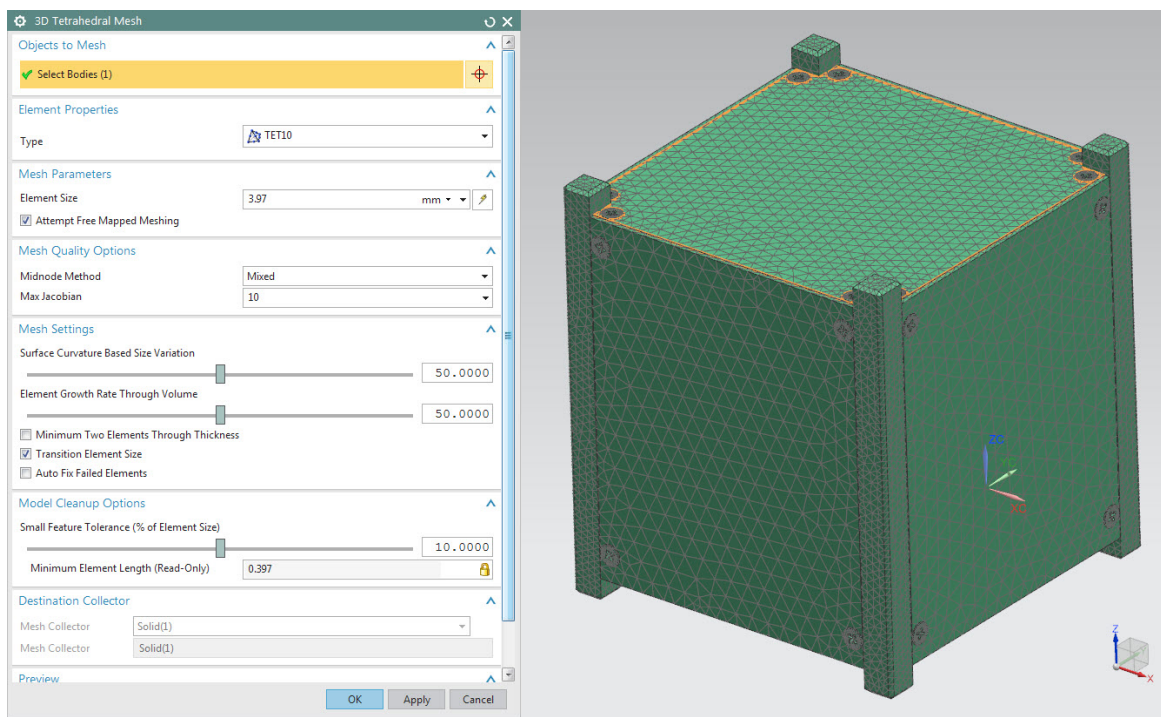 3D Tetrahedral Mesh
Objects to Mesh
Select Bodies (1)
Element Properties
Type
TET10
Mesh Parameters
Element Size 3.97 mm
Attempt Free Mapped Meshing
Mesh Quality Options
Midnode Method Mixed
Max Jacobian 10
Mesh Settings
Surface Curvature Based Size Variation
50.0000
Element Growth Rate Through Volume
50.0000
Minimum Two Elements Through Thickness
Transition Element Size
Auto Fix Failed Elements
Model Cleanup Options
Small Feature Tolerance (% of Element Size)
10.0000
Minimum Element Length (Read-Only) 0.397
Destination Collector
Mesh Collector Solid(1)
Mesh Collector Solid(1)
Preview
OK Apply Cancel
ZC
XC
Z
X